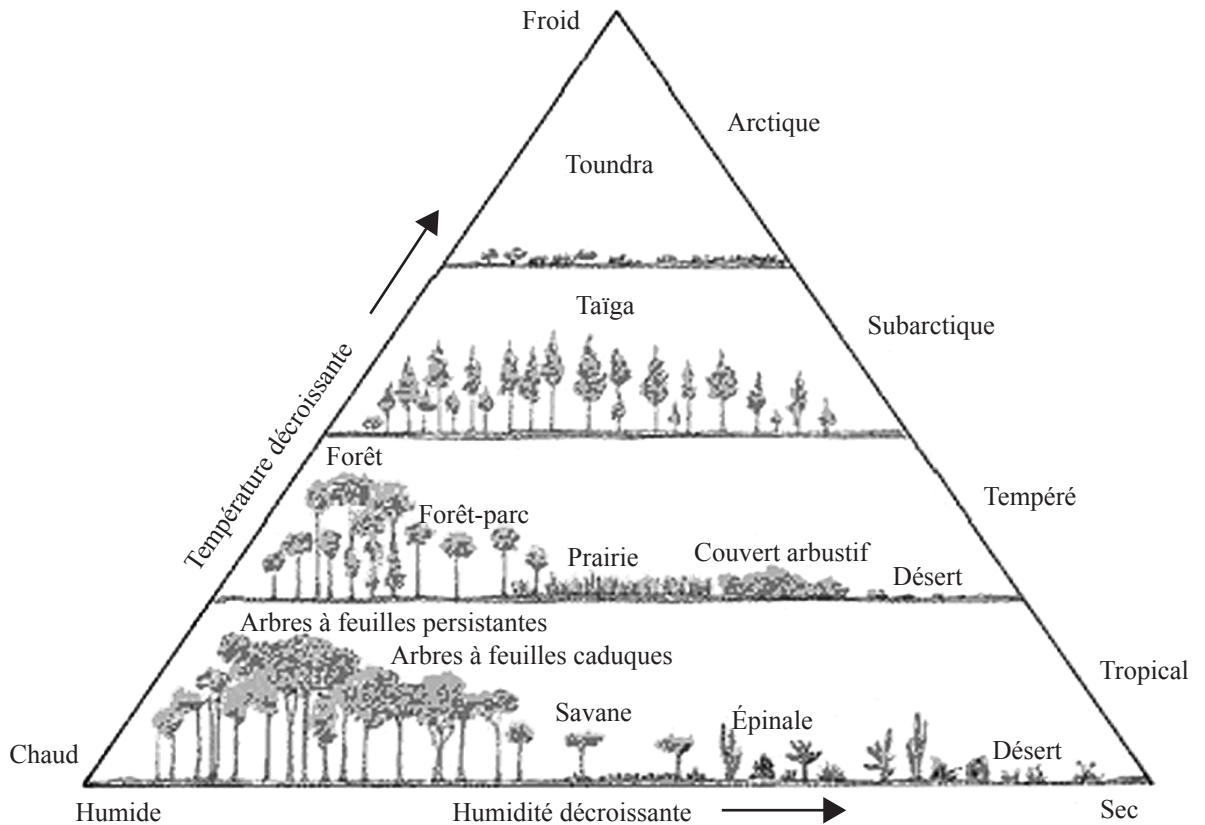 Froid
Arctique
Toundra
Taïga
Subarctique
Température décroissante
Forêt
Tempéré
Forêt-parc
Prairie
Couvert arbustif
Désert
Arbres à feuilles persistantes
Arbres à feuilles caduques
Tropical
Savane
Épinale
Désert
Chaud
Humide
Humidité décroissante
Sec